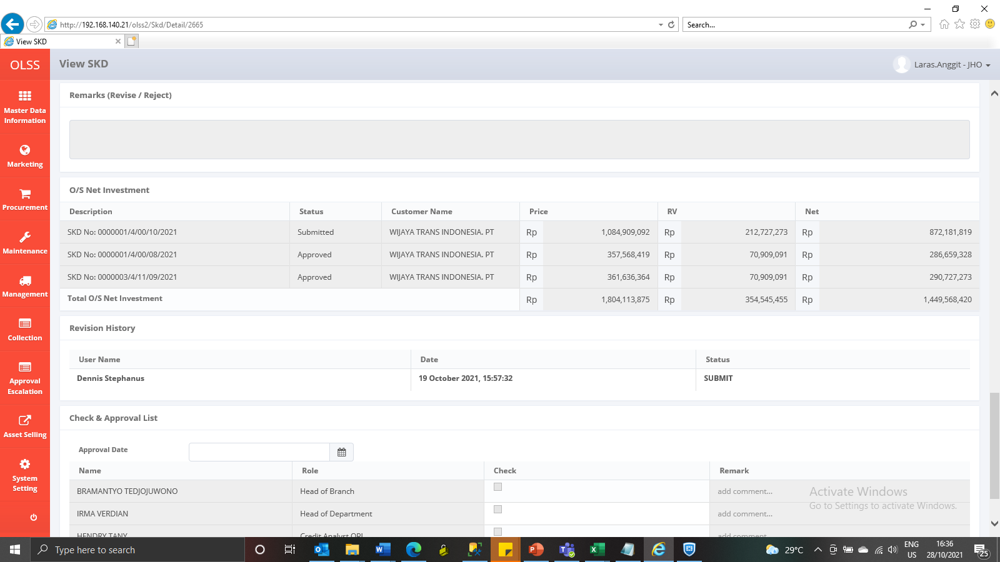 http://192.168.140.21/olss2/Skd/Detail/2665
Search...
View SKD
OLSS
View SKD
Laras.Anggit - JHO
Master Data
Information
Marketing
Procurement
Maintenance
Management
Collection
Approval
Escalation
Asset Selling
System
Setting
Remarks (Revise / Reject)
O/S Net Investment
Description Status Customer Name Price RV Net
SKD No: 0000001/4/00/10/2021 Submitted WIJAYA TRANS INDONESIA. PT Rp 1,084,909,092 Rp 212,727,273 Rp 872,181,819
SKD No: 0000001/4/00/08/2021 Approved WIJAYA TRANS INDONESIA. PT Rp 357,568,419 Rp 70,909,091 Rp 286,659,328
SKD No: 0000003/4/11/09/2021 Approved WIJAYA TRANS INDONESIA. PT Rp 361,636,364 Rp 70,909,091 Rp 290,727,273
Total O/S Net Investment Rp 1,804,113,875 Rp 354,545,455 Rp 1,449,568,420
Revision History
User Name Date Status
Dennis Stephanus 19 October 2021, 15:57:32 SUBMIT
Check & Approval List
Approval Date
Name Role Check Remark
BRAMANTYO TEDJOJUWONO Head of Branch add comment...
IRMA VERDIAN Head of Department add comment...
HENDRY TANY Credit Analyst OPL add comment...
Activate Windows
Go to Settings to activate Windows.
Type here to search
29°C
ENG
US
16:36
28/10/2021
25